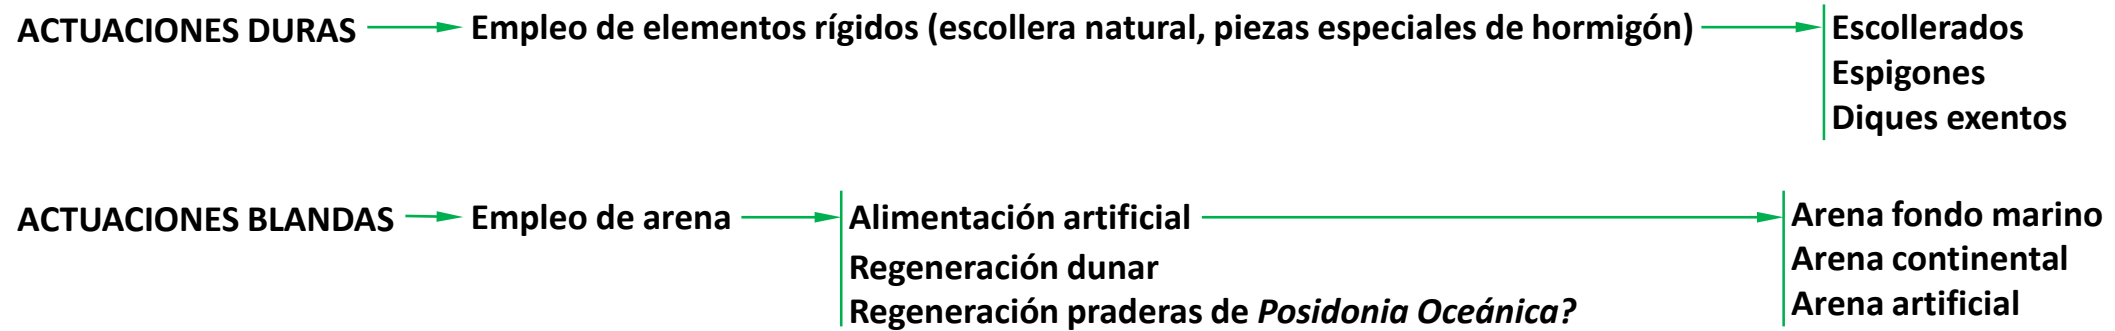 ACTUACIONES DURAS Empleo de elementos rígidos (escollera natural, piezas especiales de hormigón) Escollerados
Espigones
Diques exentos
ACTUACIONES BLANDAS Empleo de arena Alimentación artificial Arena fondo marino
Regeneración dunar Arena continental
Regeneración praderas de Posidonia Oceánica? Arena artificial